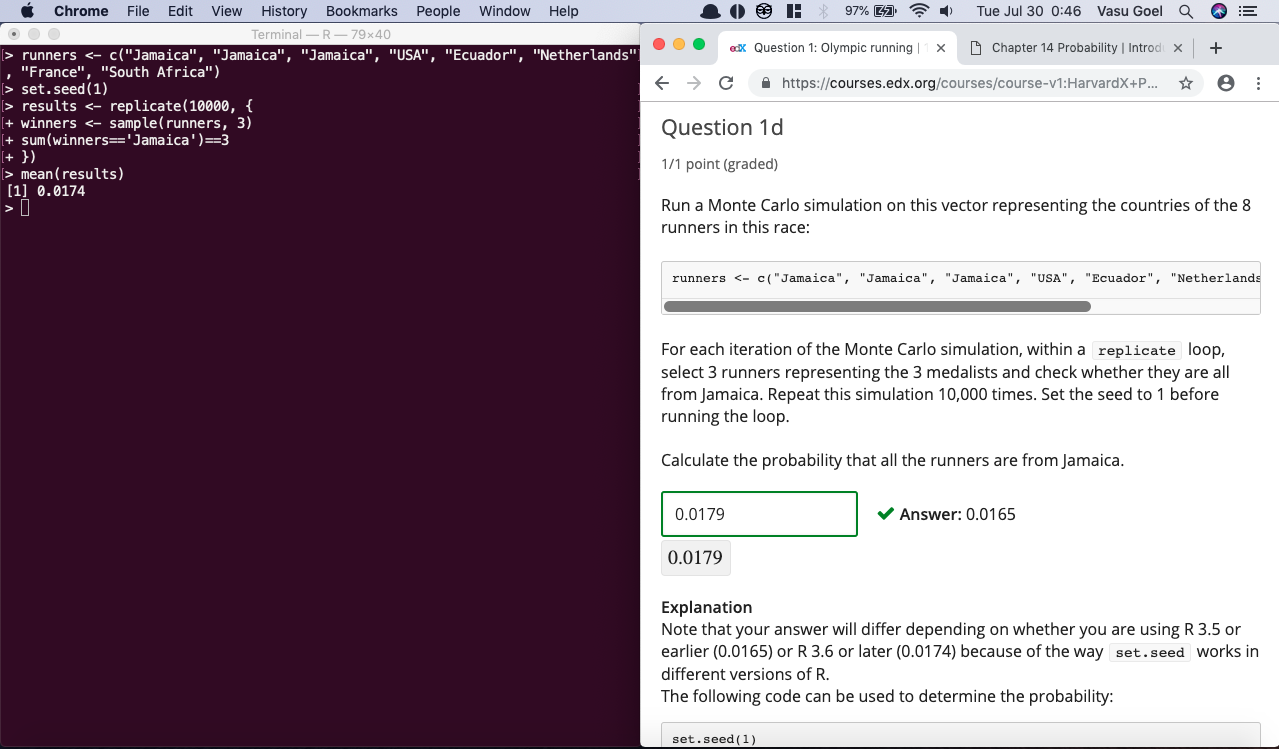 Chrome File Edit View History Bookmarks People Window Help 97% Tue Jul 30 0:46 Vasu Goel
Terminal — R — 79×40
> runners <- c("Jamaica", "Jamaica", "Jamaica", "USA", "Ecuador", "Netherlands"
, "France", "South Africa")
> set.seed(1)
> results <- replicate(10000, {
+ winners <- sample(runners, 3)
+ sum(winners=='Jamaica')==3
+ })
> mean(results)
[1] 0.0174
>
edX Question 1: Olympic running |
Chapter 14 Probability | Introd
https://courses.edx.org/courses/course-v1:HarvardX+P...
Question 1d
1/1 point (graded)
Run a Monte Carlo simulation on this vector representing the countries of the 8
runners in this race:
runners <- c("Jamaica", "Jamaica", "Jamaica", "USA", "Ecuador", "Netherlands
For each iteration of the Monte Carlo simulation, within a replicate loop,
select 3 runners representing the 3 medalists and check whether they are all
from Jamaica. Repeat this simulation 10,000 times. Set the seed to 1 before
running the loop.
Calculate the probability that all the runners are from Jamaica.
0.0179 Answer: 0.0165
0.0179
Explanation
Note that your answer will differ depending on whether you are using R 3.5 or
earlier (0.0165) or R 3.6 or later (0.0174) because of the way set.seed works in
different versions of R.
The following code can be used to determine the probability:
set.seed(1)